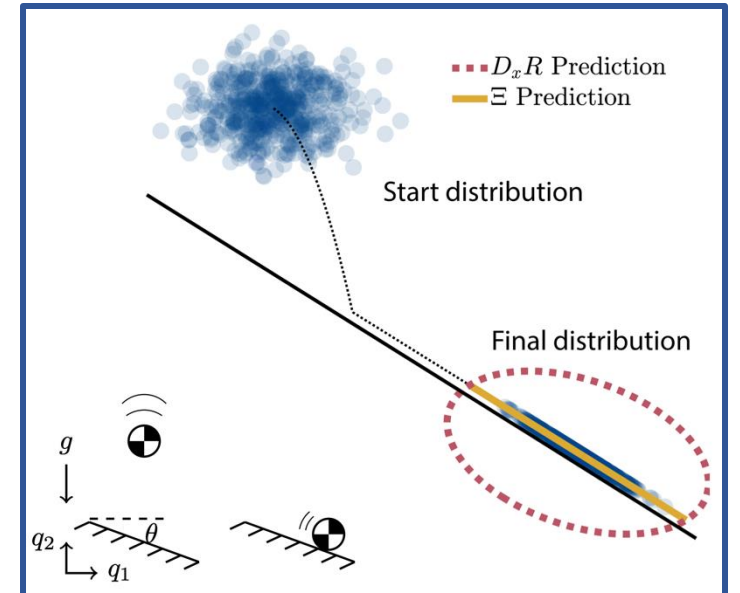 D_xR Prediction
Ξ Prediction
Start distribution
Final distribution
g
θ
q_2
q_1